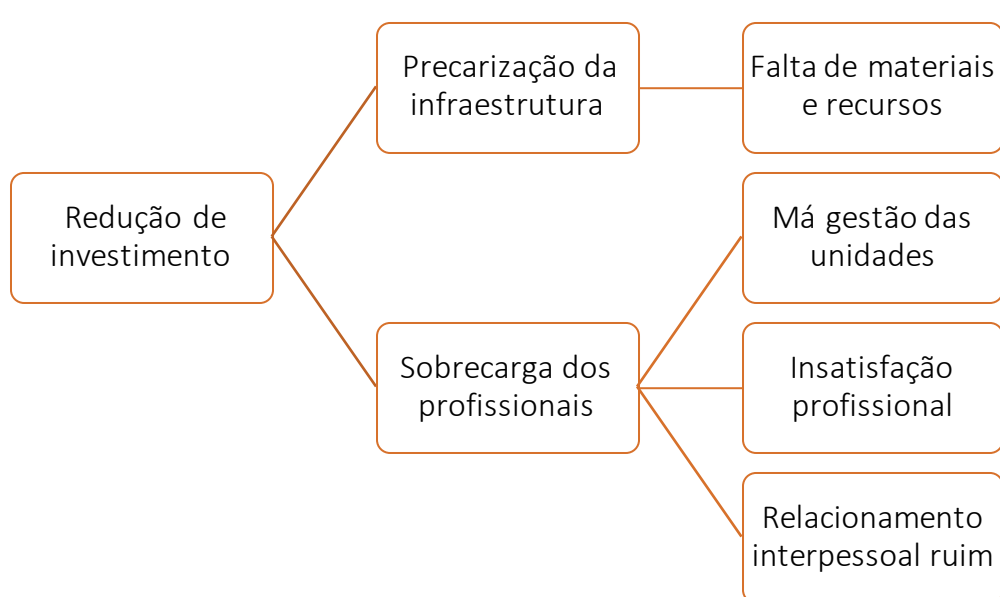 Redução de
investimento
Precarização da
infraestrutura
Falta de materiais
e recursos
Sobrecarga dos
profissionais
Má gestão das
unidades
Insatisfação
profissional
Relacionamento
interpessoal ruim